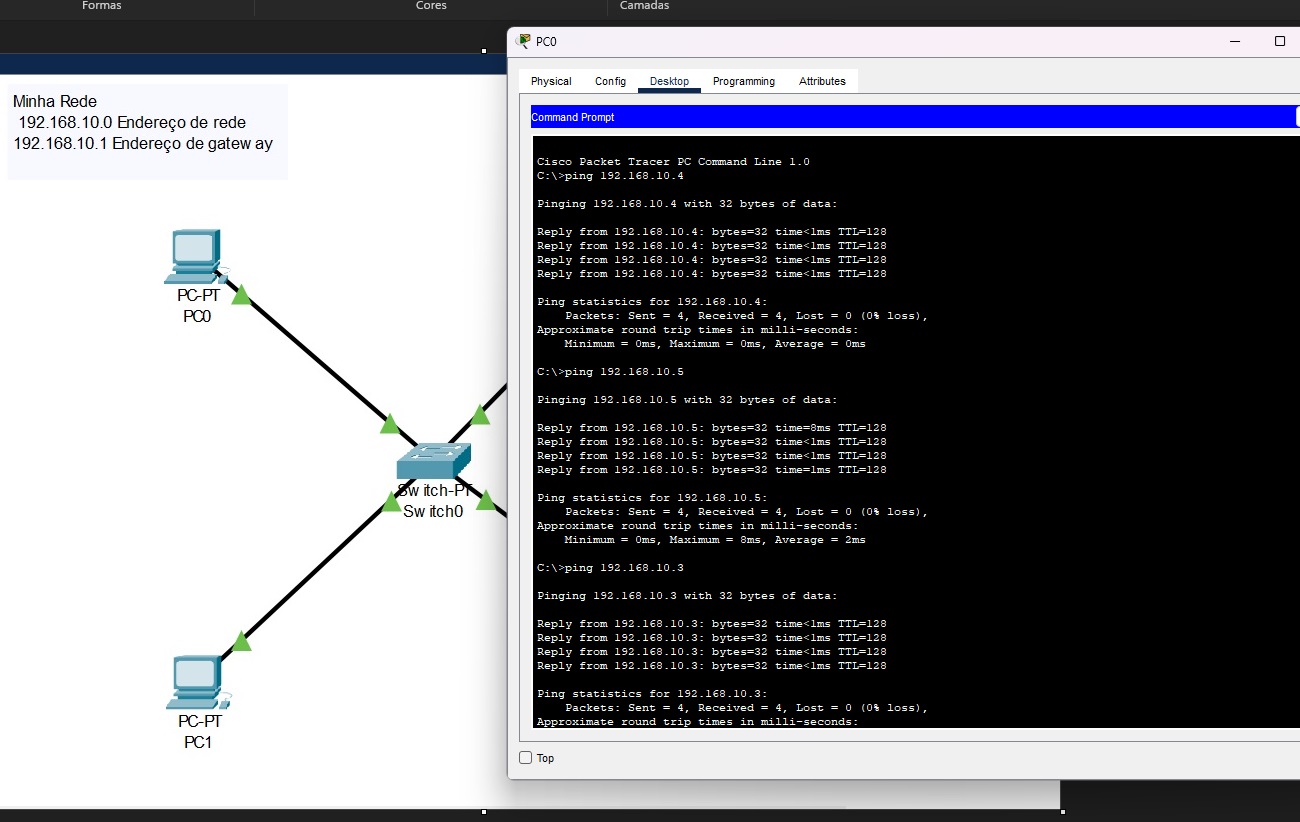 Formas
Cores
Camadas
PC0
Physical
Config
Desktop
Programming
Attributes
Command Prompt
Minha Rede
192.168.10.0 Endereço de rede
192.168.10.1 Endereço de gatew ay
PC-PT
PC0
Sw itch-PT
Sw itch0
PC-PT
PC1
Cisco Packet Tracer PC Command Line 1.0
C:\>ping 192.168.10.4
Pinging 192.168.10.4 with 32 bytes of data:
Reply from 192.168.10.4: bytes=32 time<1ms TTL=128
Reply from 192.168.10.4: bytes=32 time<1ms TTL=128
Reply from 192.168.10.4: bytes=32 time<1ms TTL=128
Reply from 192.168.10.4: bytes=32 time<1ms TTL=128
Ping statistics for 192.168.10.4:
Packets: Sent = 4, Received = 4, Lost = 0 (0% loss),
Approximate round trip times in milli-seconds:
Minimum = 0ms, Maximum = 0ms, Average = 0ms
C:\>ping 192.168.10.5
Pinging 192.168.10.5 with 32 bytes of data:
Reply from 192.168.10.5: bytes=32 time=8ms TTL=128
Reply from 192.168.10.5: bytes=32 time<1ms TTL=128
Reply from 192.168.10.5: bytes=32 time<1ms TTL=128
Reply from 192.168.10.5: bytes=32 time=1ms TTL=128
Ping statistics for 192.168.10.5:
Packets: Sent = 4, Received = 4, Lost = 0 (0% loss),
Approximate round trip times in milli-seconds:
Minimum = 0ms, Maximum = 8ms, Average = 2ms
C:\>ping 192.168.10.3
Pinging 192.168.10.3 with 32 bytes of data:
Reply from 192.168.10.3: bytes=32 time<1ms TTL=128
Reply from 192.168.10.3: bytes=32 time<1ms TTL=128
Reply from 192.168.10.3: bytes=32 time<1ms TTL=128
Reply from 192.168.10.3: bytes=32 time<1ms TTL=128
Ping statistics for 192.168.10.3:
Packets: Sent = 4, Received = 4, Lost = 0 (0% loss),
Approximate round trip times in milli-seconds:
Top